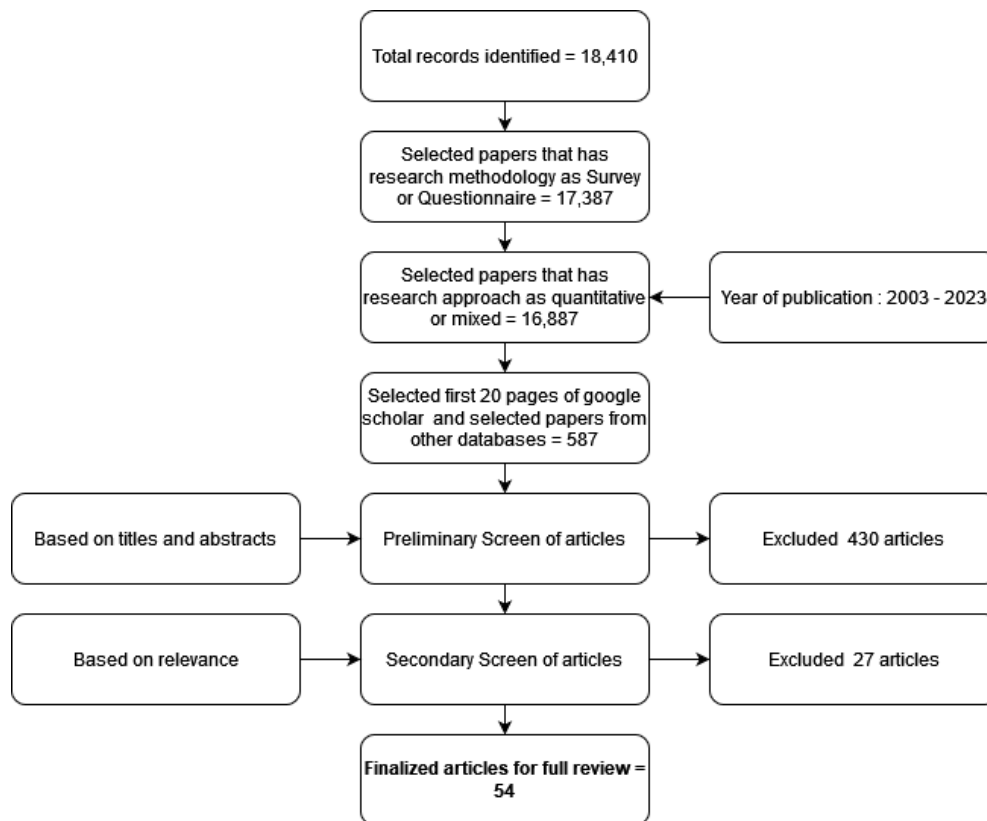 Total records identified = 18,410
Selected papers that has
research methodology as Survey
or Questionnaire = 17,387
Selected papers that has
research approach as quantitative
or mixed = 16,887
Year of publication : 2003 - 2023
Selected first 20 pages of google
scholar and selected papers from
other databases = 587
Based on titles and abstracts
Preliminary Screen of articles
Excluded 430 articles
Based on relevance
Secondary Screen of articles
Excluded 27 articles
Finalized articles for full review =
54